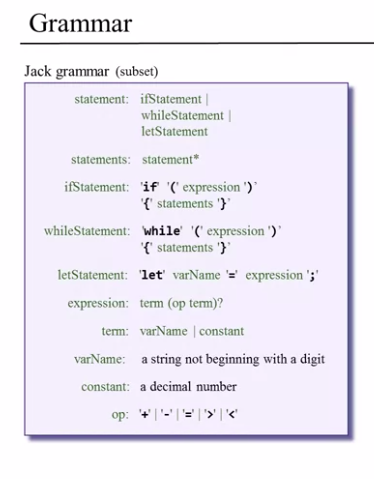 Grammar
Jack grammar (subset)
statement: ifStatement |
whileStatement |
letStatement
statements: statement*
ifStatement: 'if' '(' expression ')'
'{' statements '}'
whileStatement: 'while' '(' expression ')'
'{' statements '}'
letStatement: 'let' varName '=' expression ';'
expression: term (op term)?
term: varName | constant
varName: a string not beginning with a digit
constant: a decimal number
op: '+' | '-' | '=' | '>' | '<'